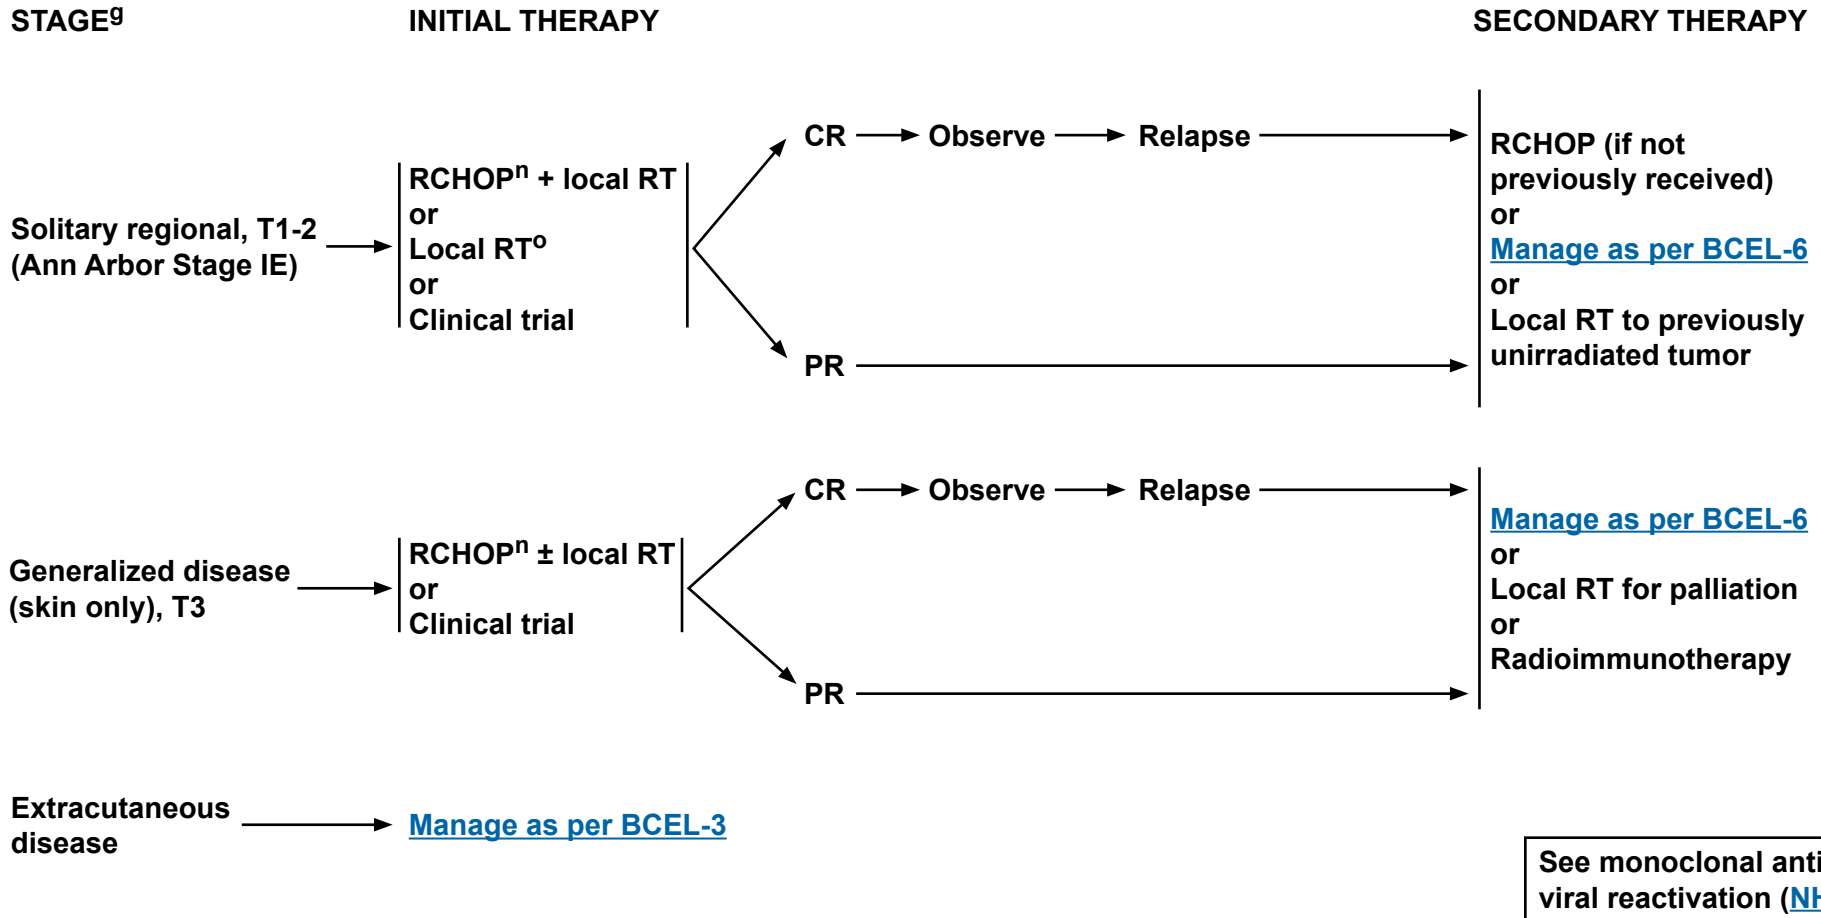 STAGEᵍ
INITIAL THERAPY
SECONDARY THERAPY
Solitary regional, T1-2
(Ann Arbor Stage IE)
RCHOPⁿ + local RT
or
Local RTᵒ
or
Clinical trial
CR
Observe
Relapse
PR
RCHOP (if not
previously received)
or
Manage as per BCEL-6
or
Local RT to previously
unirradiated tumor
Generalized disease
(skin only), T3
RCHOPⁿ ± local RT
or
Clinical trial
CR
Observe
Relapse
PR
Manage as per BCEL-6
or
Local RT for palliation
or
Radioimmunotherapy
Extracutaneous
disease
Manage as per BCEL-3
See monoclonal anti
viral reactivation (NH